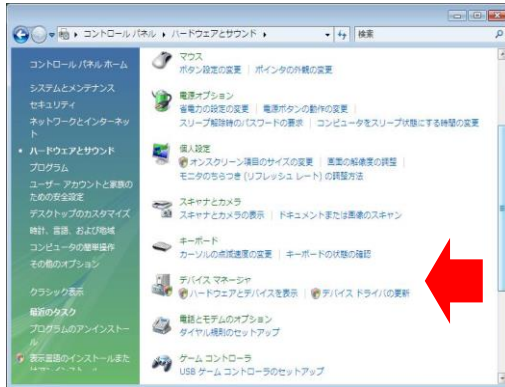 コントロール パネル ▸ ハードウェアとサウンド ▸
検索
コントロール パネル ホーム
システムとメンテナンス
セキュリティ
ネットワークとインターネッ
ト
ハードウェアとサウンド
プログラム
ユーザー アカウントと家族の
ための安全設定
デスクトップのカスタマイズ
時計、言語、および地域
コンピュータの簡単操作
その他のオプション
クラシック表示
最近のタスク
プログラムのアンインストー
ル
表示言語のインストールまた
はアンインストール
マウス
ボタン設定の変更 | ポインタの外観の変更
電源オプション
省電力の設定の変更 | 電源ボタンの動作の変更 |
スリープ解除時のパスワードの要求 | コンピュータをスリープ状態にする時間の変更
個人設定
オンスクリーン項目のサイズの変更 | 画面の解像度の調整 |
モニタのちらつき (リフレッシュ レート) の調整方法
スキャナとカメラ
スキャナとカメラの表示 | ドキュメントまたは画像のスキャン
キーボード
カーソルの点滅速度の変更 | キーボードの状態の確認
デバイス マネージャ
ハードウェアとデバイスを表示 | デバイス ドライバの更新
電話とモデムのオプション
ダイヤル規則のセットアップ
ゲーム コントローラ
USB ゲーム コントローラのセットアップ